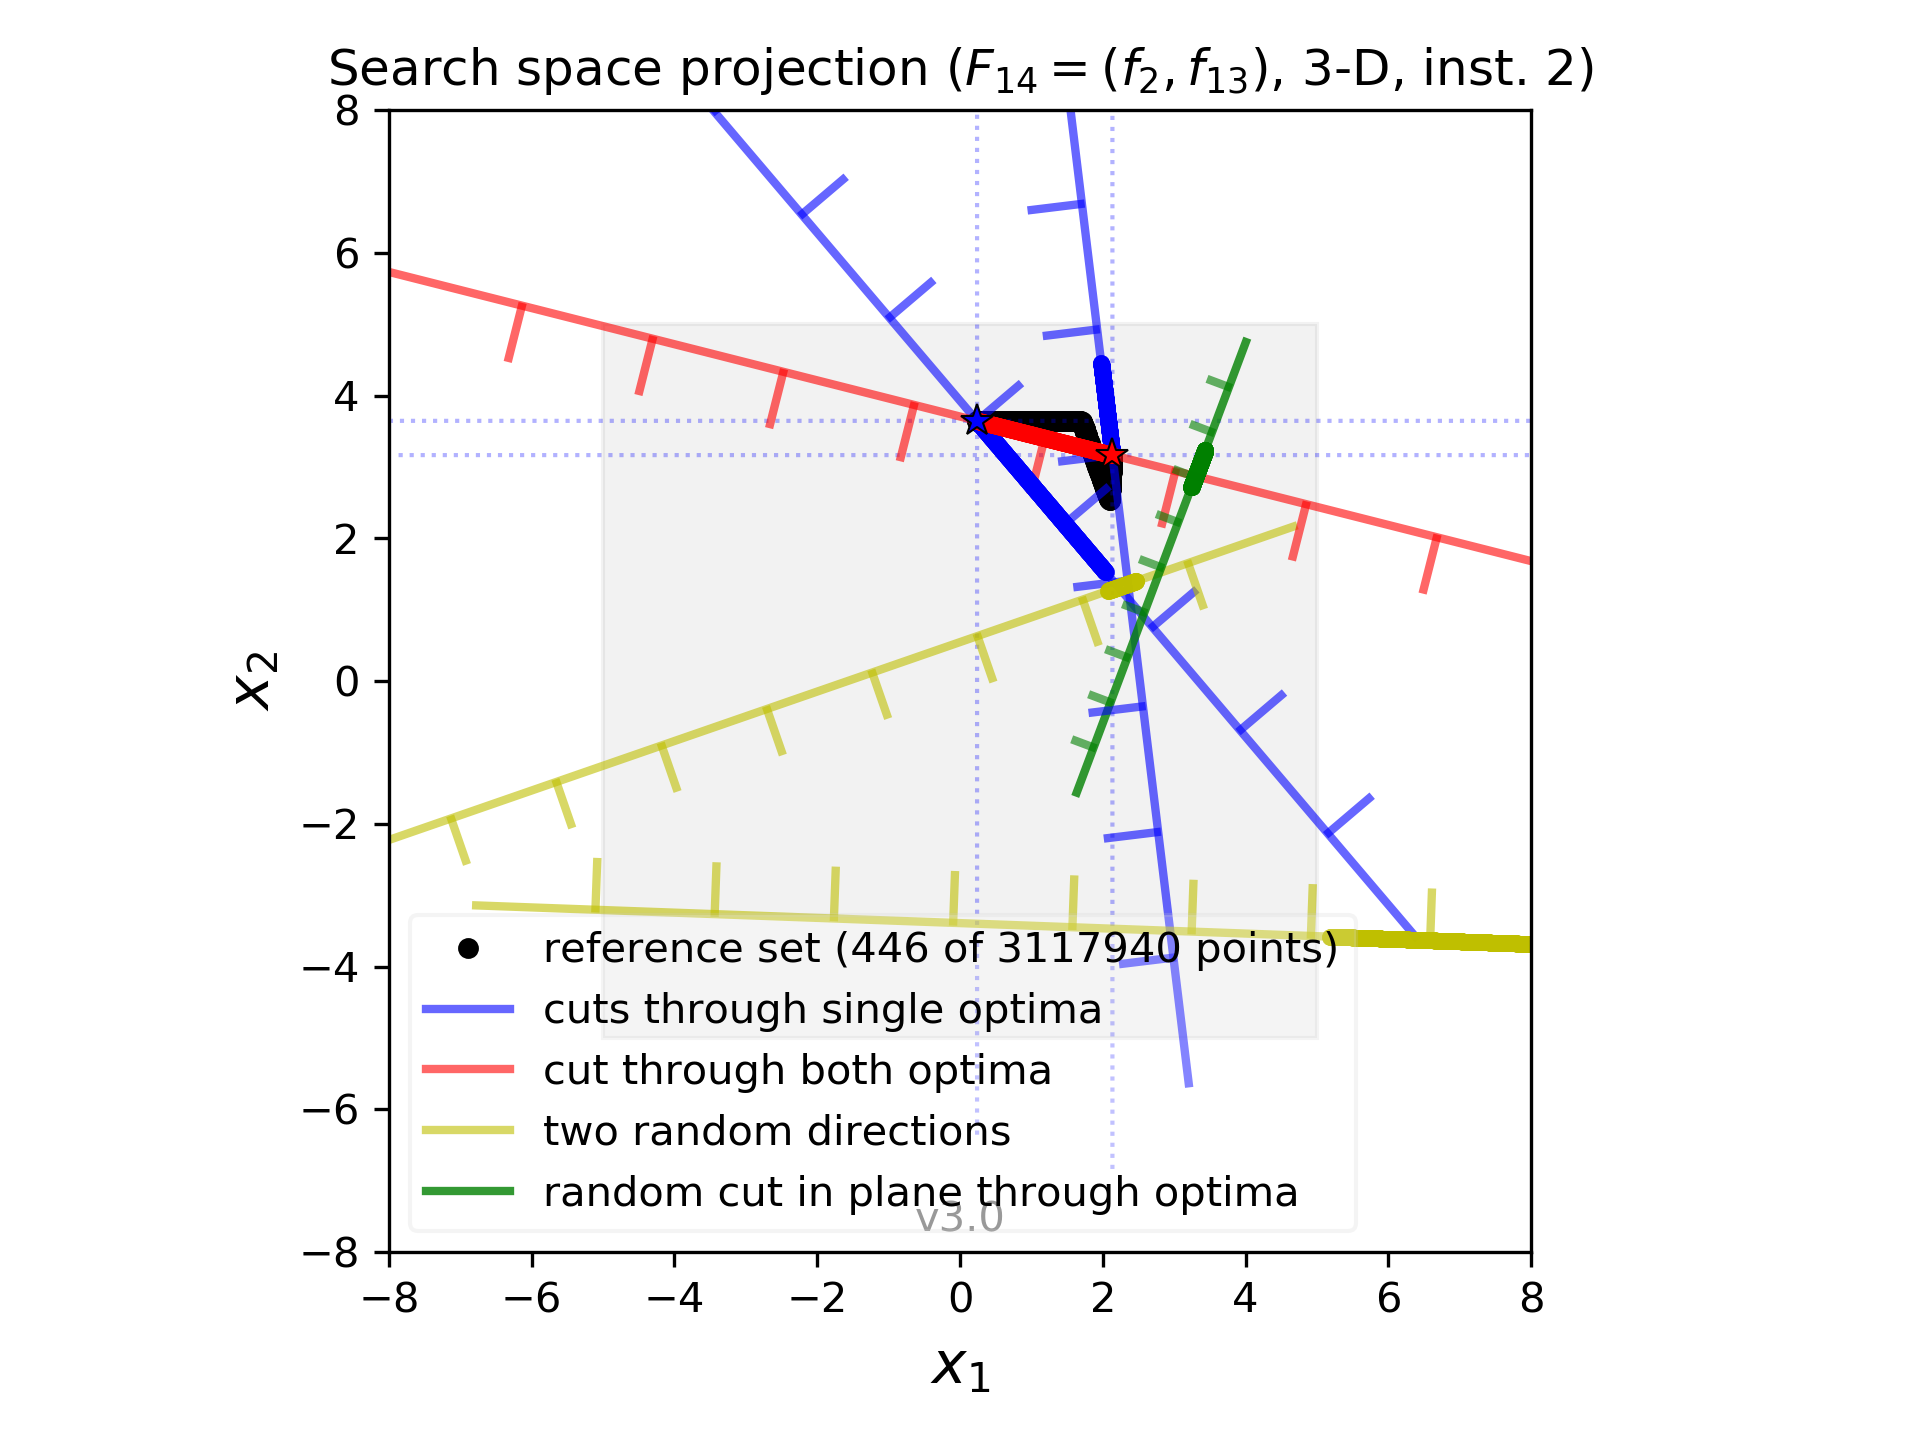 Search space projection (F₁₄ = (f₂, f₁₃), 3-D, inst. 2)
8
6
4
2
0
−2
−4
−6
−8
x₂
reference set (446 of 3117940 points)
cuts through single optima
cut through both optima
two random directions
random cut in plane through optima
v3.0
−8 −6 −4 −2 0 2 4 6 8
x₁